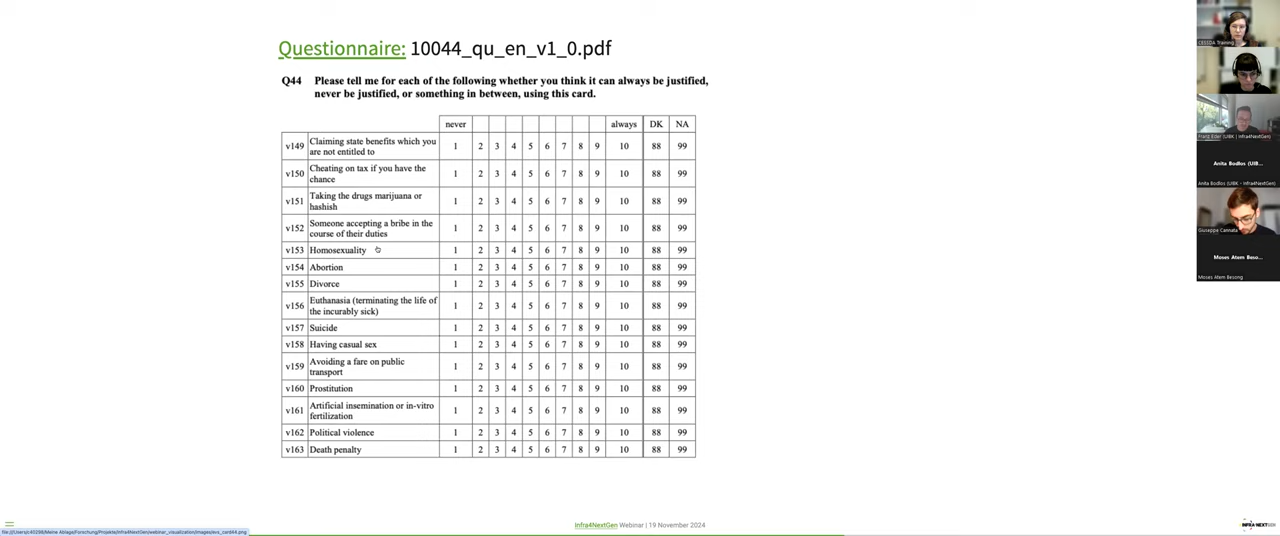 Questionnaire: 10044_qu_en_v1_0.pdf
Q44 Please tell me for each of the following whether you think it can always be justified,
never be justified, or something in between, using this card.
never always DK NA
v149 Claiming state benefits which you
are not entitled to 1 2 3 4 5 6 7 8 9 10 88 99
v150 Cheating on tax if you have the
chance 1 2 3 4 5 6 7 8 9 10 88 99
v151 Taking the drugs marijuana or
hashish 1 2 3 4 5 6 7 8 9 10 88 99
v152 Someone accepting a bribe in the
course of their duties 1 2 3 4 5 6 7 8 9 10 88 99
v153 Homosexuality 1 2 3 4 5 6 7 8 9 10 88 99
v154 Abortion 1 2 3 4 5 6 7 8 9 10 88 99
v155 Divorce 1 2 3 4 5 6 7 8 9 10 88 99
v156 Euthanasia (terminating the life of
the incurably sick) 1 2 3 4 5 6 7 8 9 10 88 99
v157 Suicide 1 2 3 4 5 6 7 8 9 10 88 99
v158 Having casual sex 1 2 3 4 5 6 7 8 9 10 88 99
v159 Avoiding a fare on public
transport 1 2 3 4 5 6 7 8 9 10 88 99
v160 Prostitution 1 2 3 4 5 6 7 8 9 10 88 99
v161 Artificial insemination or in-vitro
fertilization 1 2 3 4 5 6 7 8 9 10 88 99
v162 Political violence 1 2 3 4 5 6 7 8 9 10 88 99
v163 Death penalty 1 2 3 4 5 6 7 8 9 10 88 99
Infra4NextGen Webinar | 19 November 2024
INFRA4NEXTGEN
CESSDA Training
Franz Eder (UIBK | Infra4NextGen)
Anita Bodlos (UIB...
Anita Bodlos (UIBK - Infra4NextGen)
Giuseppe Cannata
Moses Atem Beso...
Moses Atem Besong